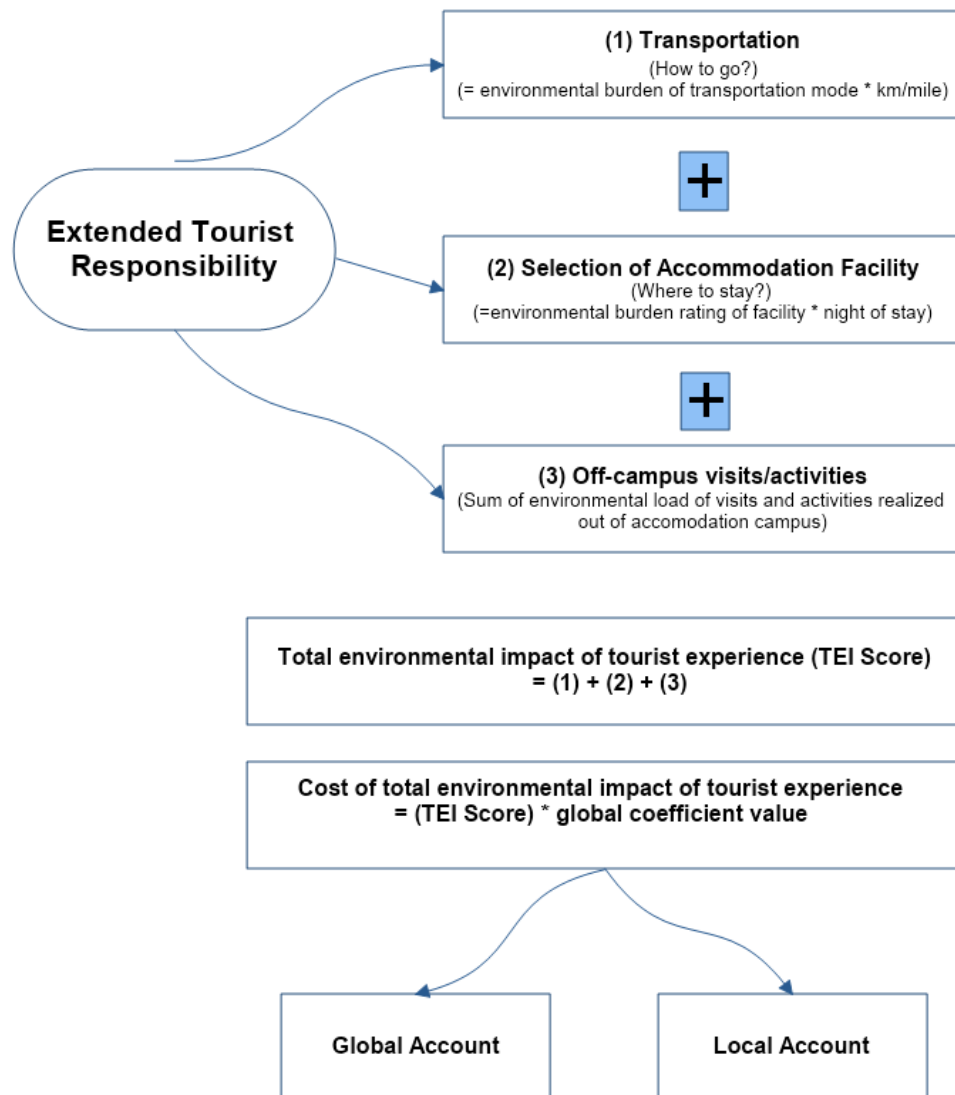 (1) Transportation
(How to go?)
(= environmental burden of transportation mode * km/mile)
+
Extended Tourist
Responsibility
(2) Selection of Accommodation Facility
(Where to stay?)
(=environmental burden rating of facility * night of stay)
+
(3) Off-campus visits/activities
(Sum of environmental load of visits and activities realized
out of accomodation campus)
Total environmental impact of tourist experience (TEI Score)
= (1) + (2) + (3)
Cost of total environmental impact of tourist experience
= (TEI Score) * global coefficient value
Global Account
Local Account